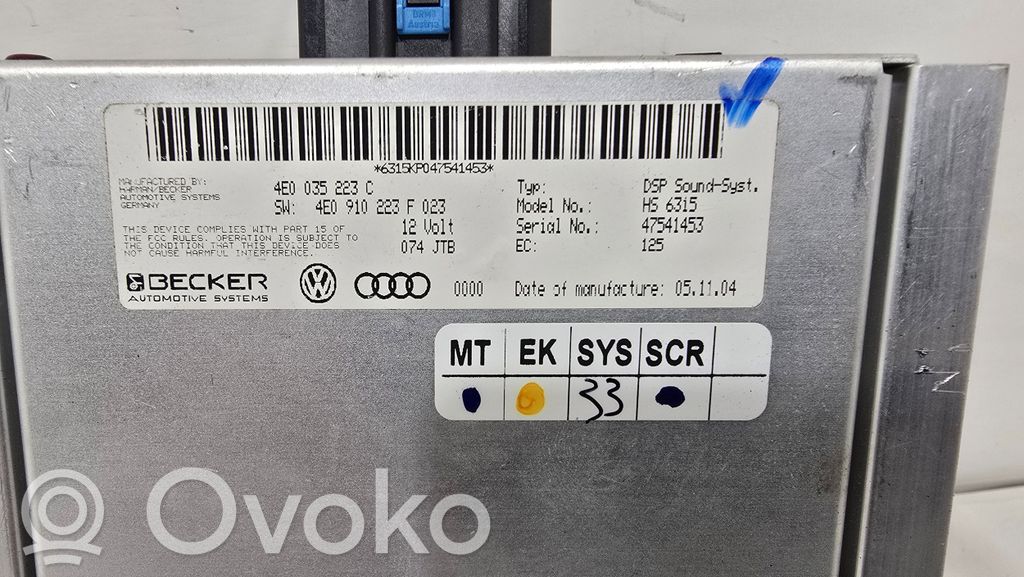 DRM4
Austria
*6315KP047541453*
MANUFACTURED BY:
HARMAN/BECKER
AUTOMOTIVE SYSTEMS
GERMANY
4E0 035 223 C
SW: 4E0 910 223 F 023
12 Volt
074 JTB
THIS DEVICE COMPLIES WITH PART 15 OF
THE FCC RULES. OPERATION IS SUBJECT TO
THE CONDITION THAT THIS DEVICE DOES
NOT CAUSE HARMFUL INTERFERENCE.
Typ: DSP Sound-Syst.
Model No.: HS 6315
Serial No.: 47541453
EC: 125
BECKER
AUTOMOTIVE SYSTEMS
0000 Date of manufacture: 05.11.04
MT EK SYS SCR
33
Ovoko